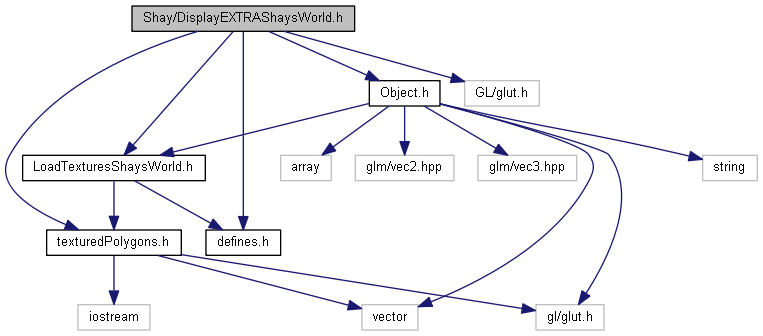 Shay/DisplayEXTRAShaysWorld.h
Object.h
GL/glut.h
LoadTexturesShaysWorld.h
array
glm/vec2.hpp
glm/vec3.hpp
string
texturedPolygons.h
defines.h
iostream
vector
gl/glut.h